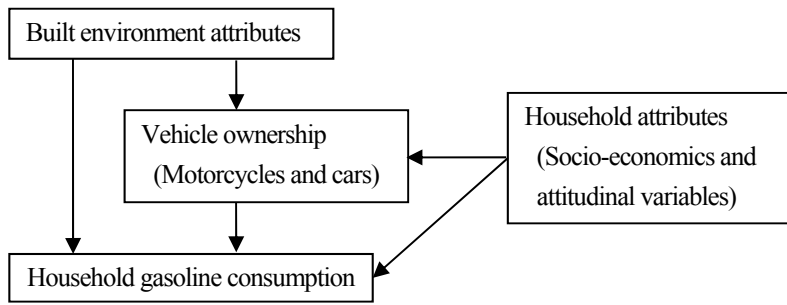 Built environment attributes
Vehicle ownership
(Motorcycles and cars)
Household attributes
(Socio-economics and
attitudinal variables)
Household gasoline consumption